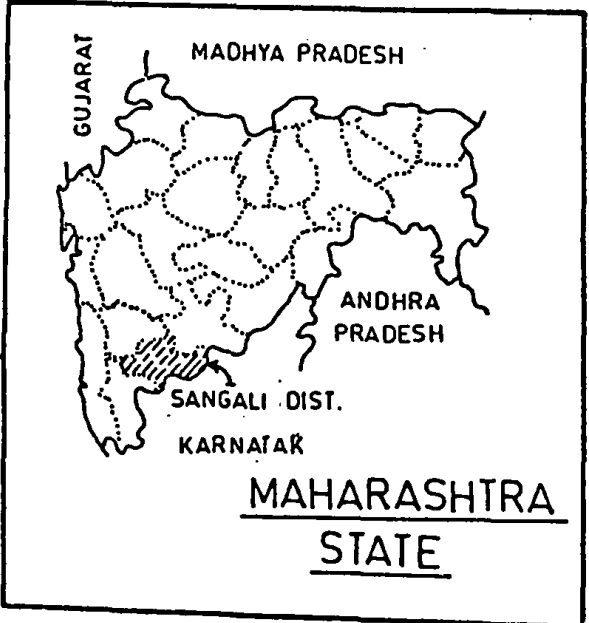 GUJARAT
MADHYA PRADESH
ANDHRA
PRADESH
SANGALI DIST.
KARNATAK
MAHARASHTRA
STATE